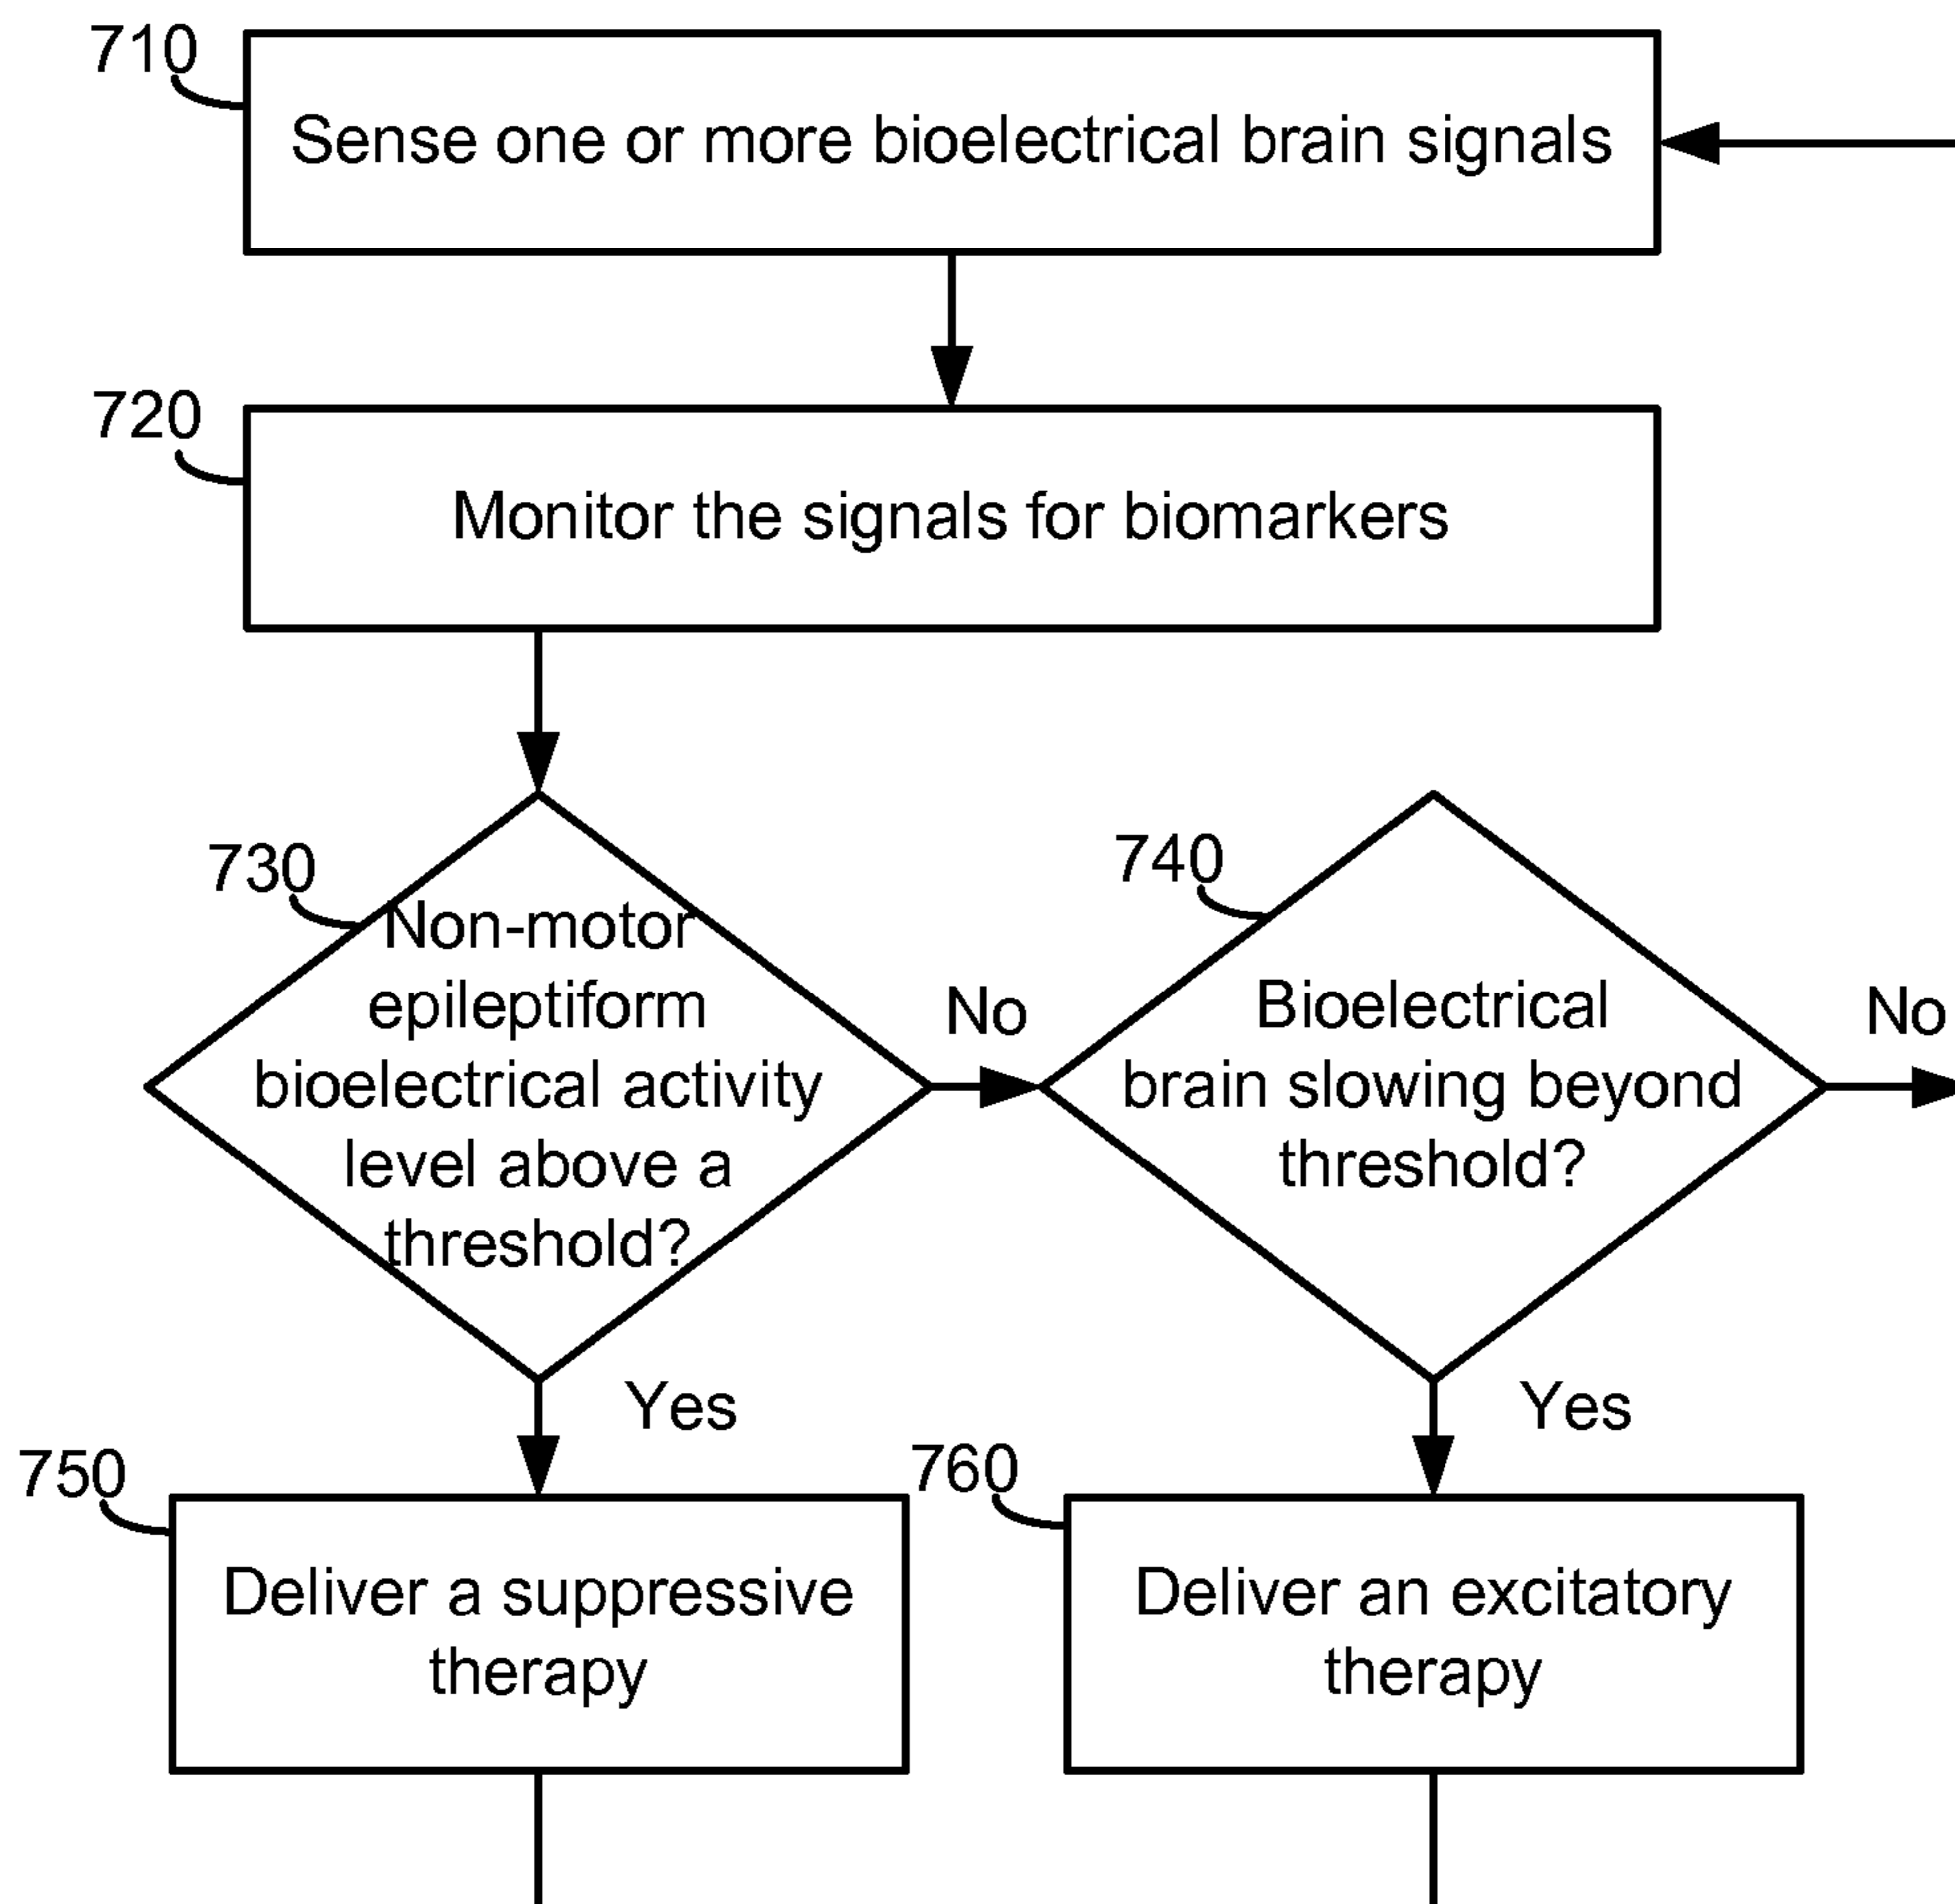 710
Sense one or more bioelectrical brain signals
720
Monitor the signals for biomarkers
730
Non-motor
epileptiform
bioelectrical activity
level above a
threshold?
No
740
Bioelectrical
brain slowing beyond
threshold?
No
Yes
Yes
750
Deliver a suppressive
therapy
760
Deliver an excitatory
therapy